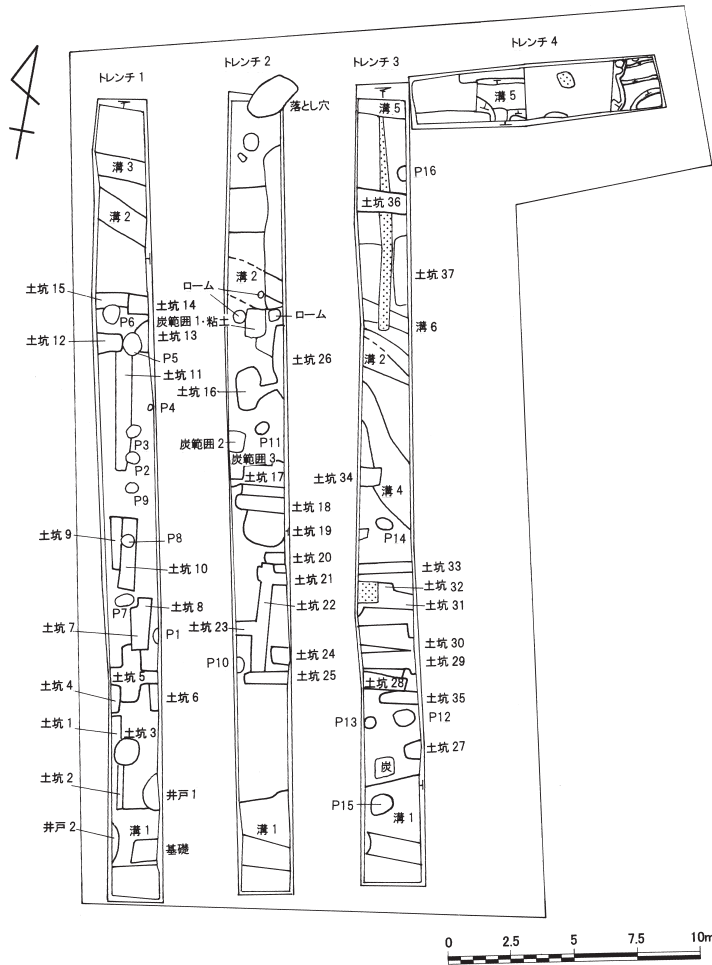 トレンチ 4
トレンチ 1
トレンチ 2
トレンチ 3
落とし穴
溝 5
溝 5
溝 3
溝 2
P16
土坑 36
溝 2
土坑 37
土坑 15
土坑 14
P6
ローム
ローム
炭範囲 1・粘土
土坑 13
土坑 12
P5
溝 6
溝 2
土坑 11
土坑 26
土坑 16
P4
P3
P2
P9
炭範囲 2
P11
炭範囲 3
土坑 17
土坑 34
溝 4
土坑 18
土坑 19
P14
土坑 9
P8
土坑 10
土坑 20
土坑 21
土坑 22
土坑 33
土坑 32
土坑 31
P7
土坑 8
土坑 7
P1
土坑 23
土坑 30
土坑 29
P10
土坑 24
土坑 25
土坑 28
土坑 5
土坑 4
土坑 6
土坑 35
土坑 1
土坑 3
P13
P12
土坑 27
土坑 2
井戸 1
炭
P15
井戸 2
溝 1
溝 1
溝 1
基礎
0
2.5
5
7.5
10m